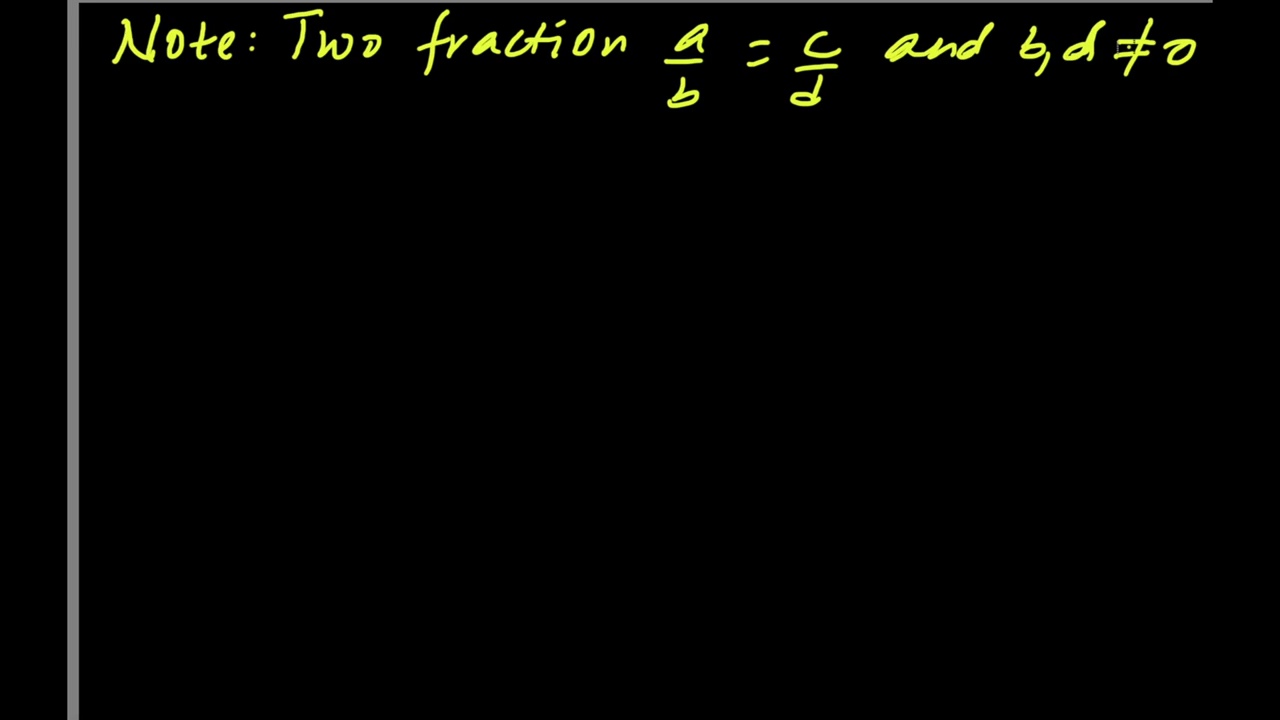 Note: Two fraction a/b = c/d and b, d ≠ 0